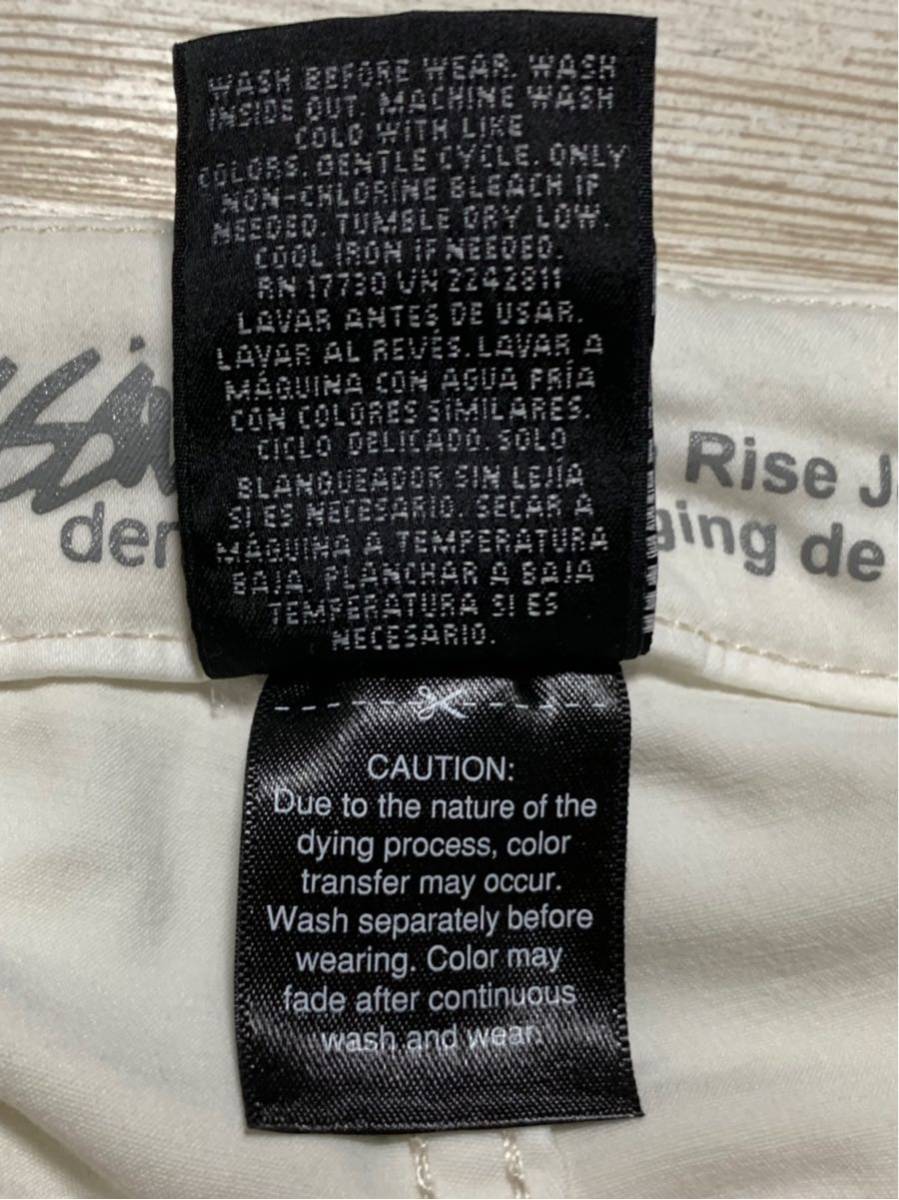 WASH BEFORE WEAR. WASH
INSIDE OUT. MACHINE WASH
COLD WITH LIKE
COLORS. GENTLE CYCLE. ONLY
NON-CHLORINE BLEACH IF
NEEDED. TUMBLE DRY LOW.
COOL IRON IF NEEDED.
RN 17730 VN 2242811
LAVAR ANTES DE USAR.
LAVAR AL REVES. LAVAR A
MÁQUINA CON AGUA FRÍA
CON COLORES SIMILARES.
CICLO DELICADO. SOLO
BLANQUEADOR SIN LEJÍA
SI ES NECESARIO. SECAR A
MÁQUINA A TEMPERATURA
BAJA. PLANCHAR A BAJA
TEMPERATURA SI ES
NECESARIO.
Rise J
der
ging de
CAUTION:
Due to the nature of the
dying process, color
transfer may occur.
Wash separately before
wearing. Color may
fade after continuous
wash and wear.